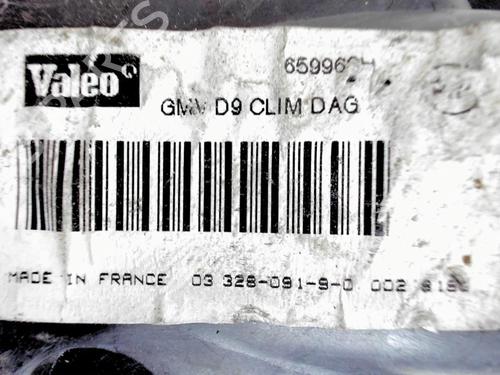 Valeo
GMV D9 CLIM DAG
MADE IN FRANCE 03 328-091-9-0 002